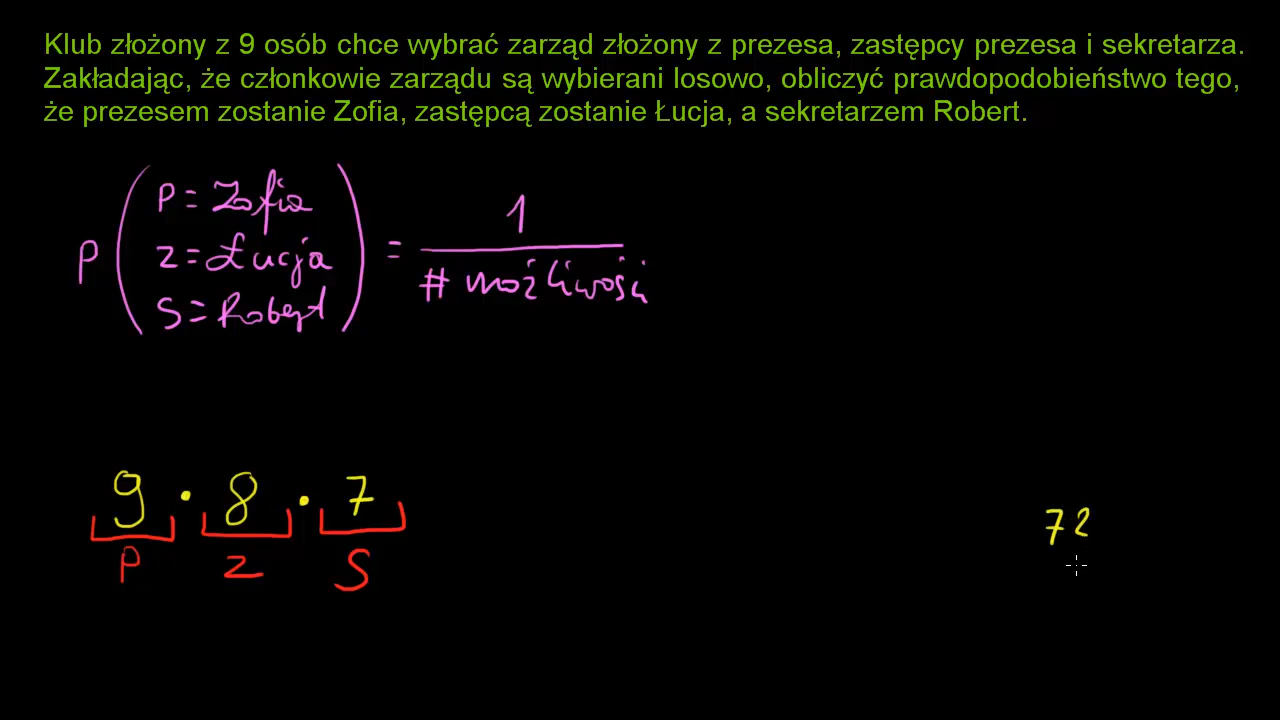 Klub złożony z 9 osób chce wybrać zarząd złożony z prezesa, zastępcy prezesa i sekretarza.
Zakładając, że członkowie zarządu są wybierani losowo, obliczyć prawdopodobieństwo tego,
że prezesem zostanie Zofia, zastępcą zostanie Łucja, a sekretarzem Robert.
P ( P = Zofia
Z = Łucja
S = Robert ) = 1
# możliwości
9 · 8 · 7
P Z S
72